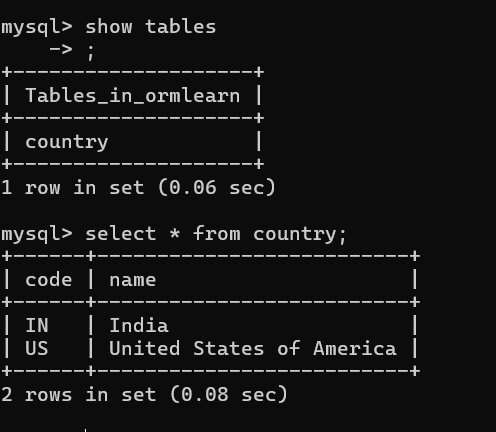 mysql> show tables
    -> ;
+--------------------+
| Tables_in_ormlearn |
+--------------------+
| country            |
+--------------------+
1 row in set (0.06 sec)

mysql> select * from country;
+------+--------------------------+
| code | name                     |
+------+--------------------------+
| IN   | India                    |
| US   | United States of America |
+------+--------------------------+
2 rows in set (0.08 sec)